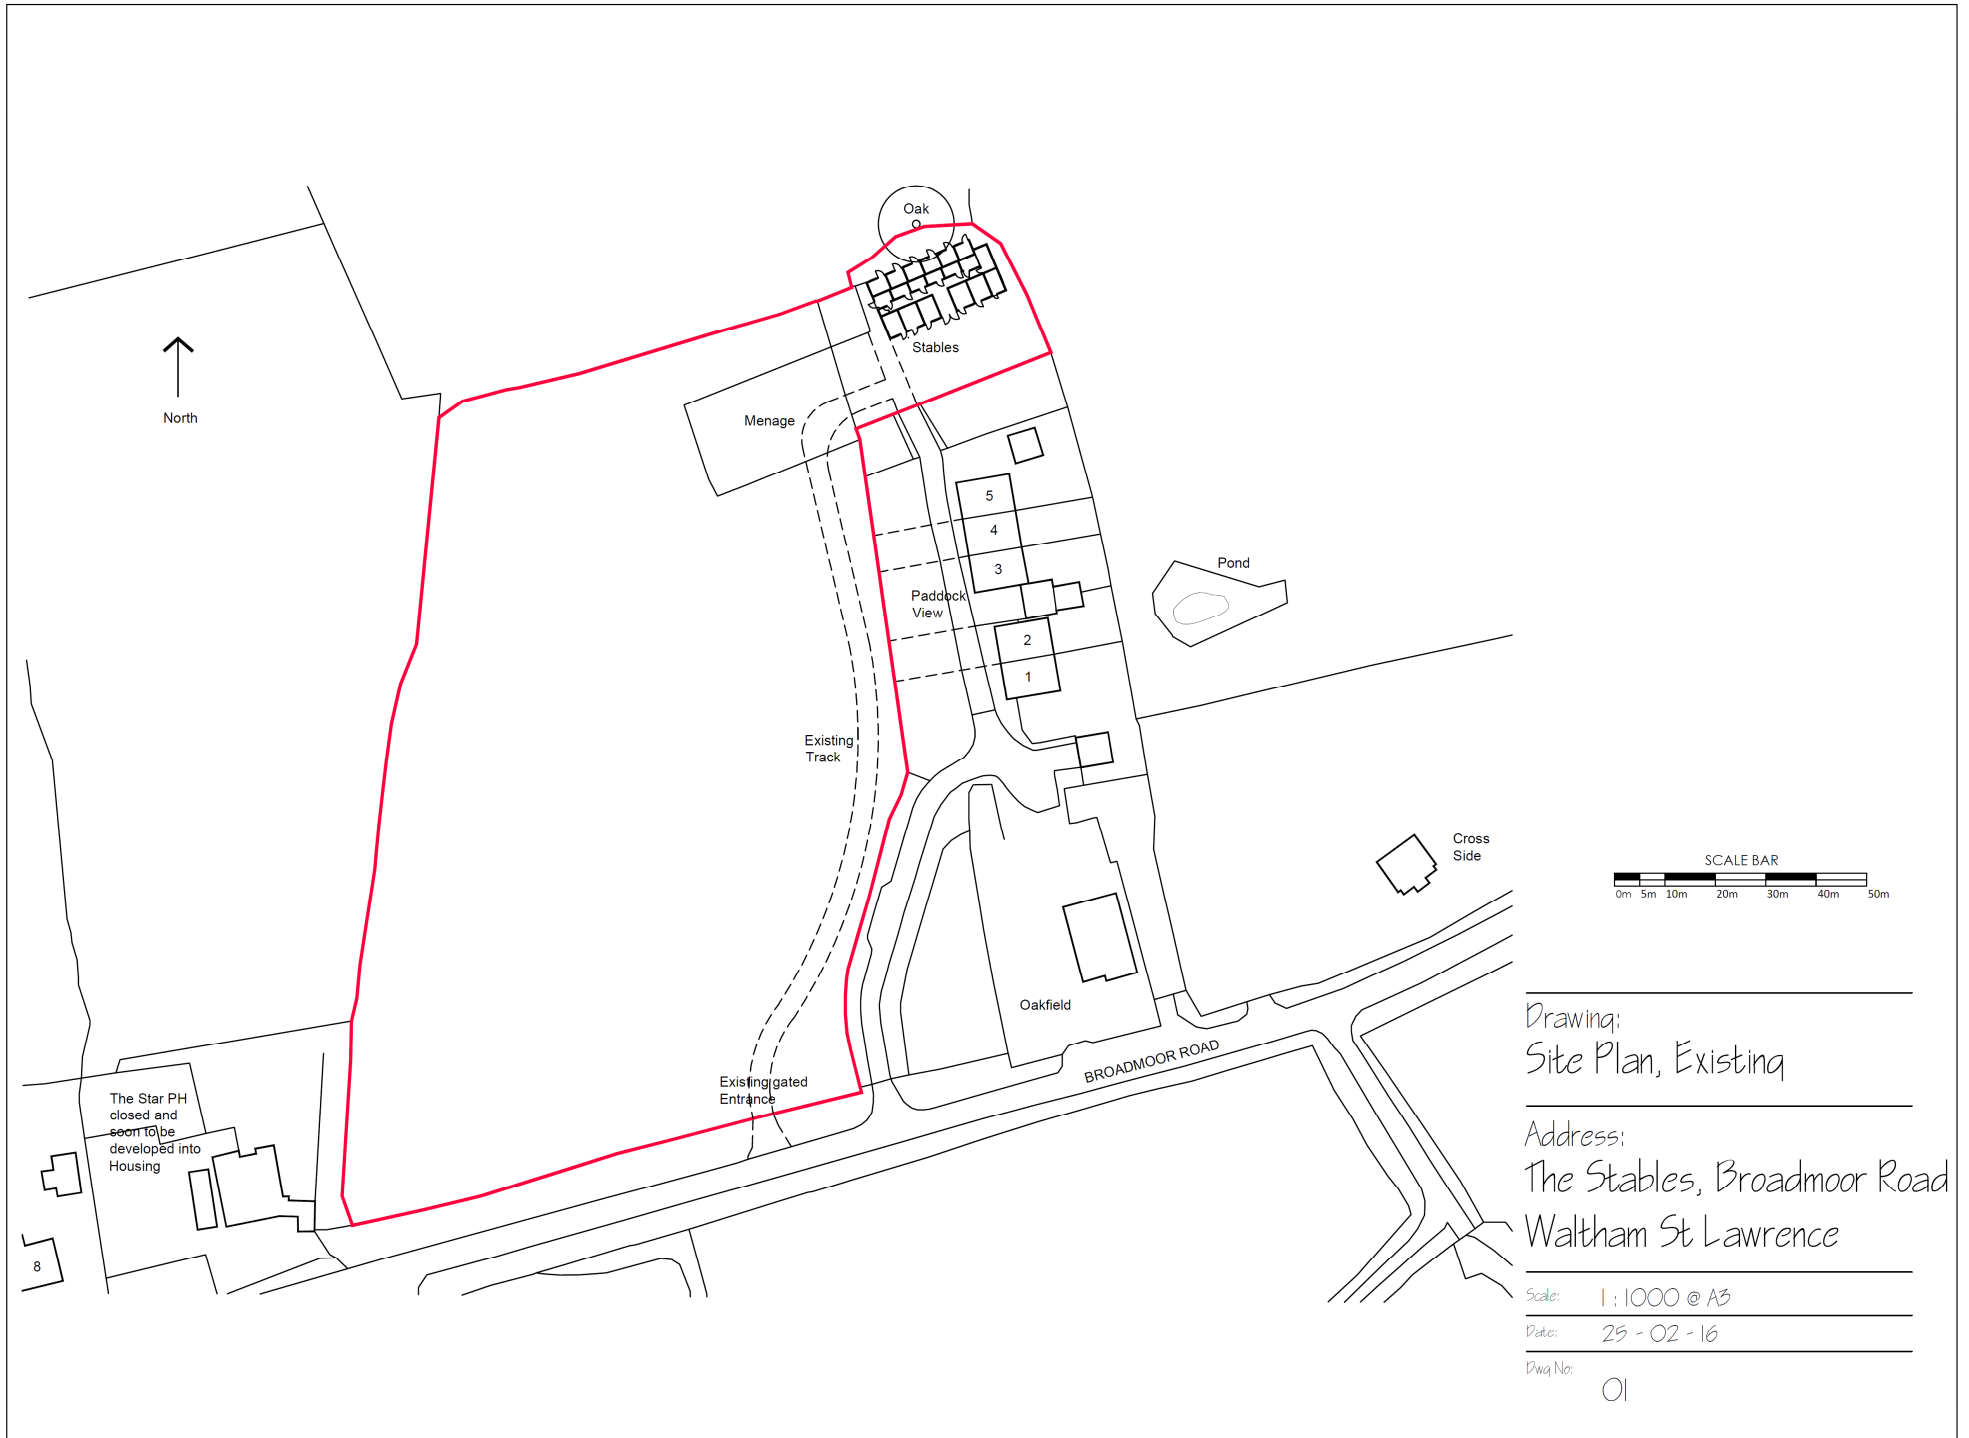 Oak
Stables
North
Menage
5
4
3
Paddock
View
2
1
Pond
Existing
Track
Cross
Side
SCALE BAR
0m 5m 10m 20m 30m 40m 50m
Oakfield
BROADMOOR ROAD
Existing gated
Entrance
The Star PH
closed and
soon to be
developed into
Housing
8
Drawing:
Site Plan, Existing
Address:
The Stables, Broadmoor Road
Waltham St Lawrence
Scale: 1 : 1000 @ A3
Date: 25 - 02 - 16
Dwg No:
01